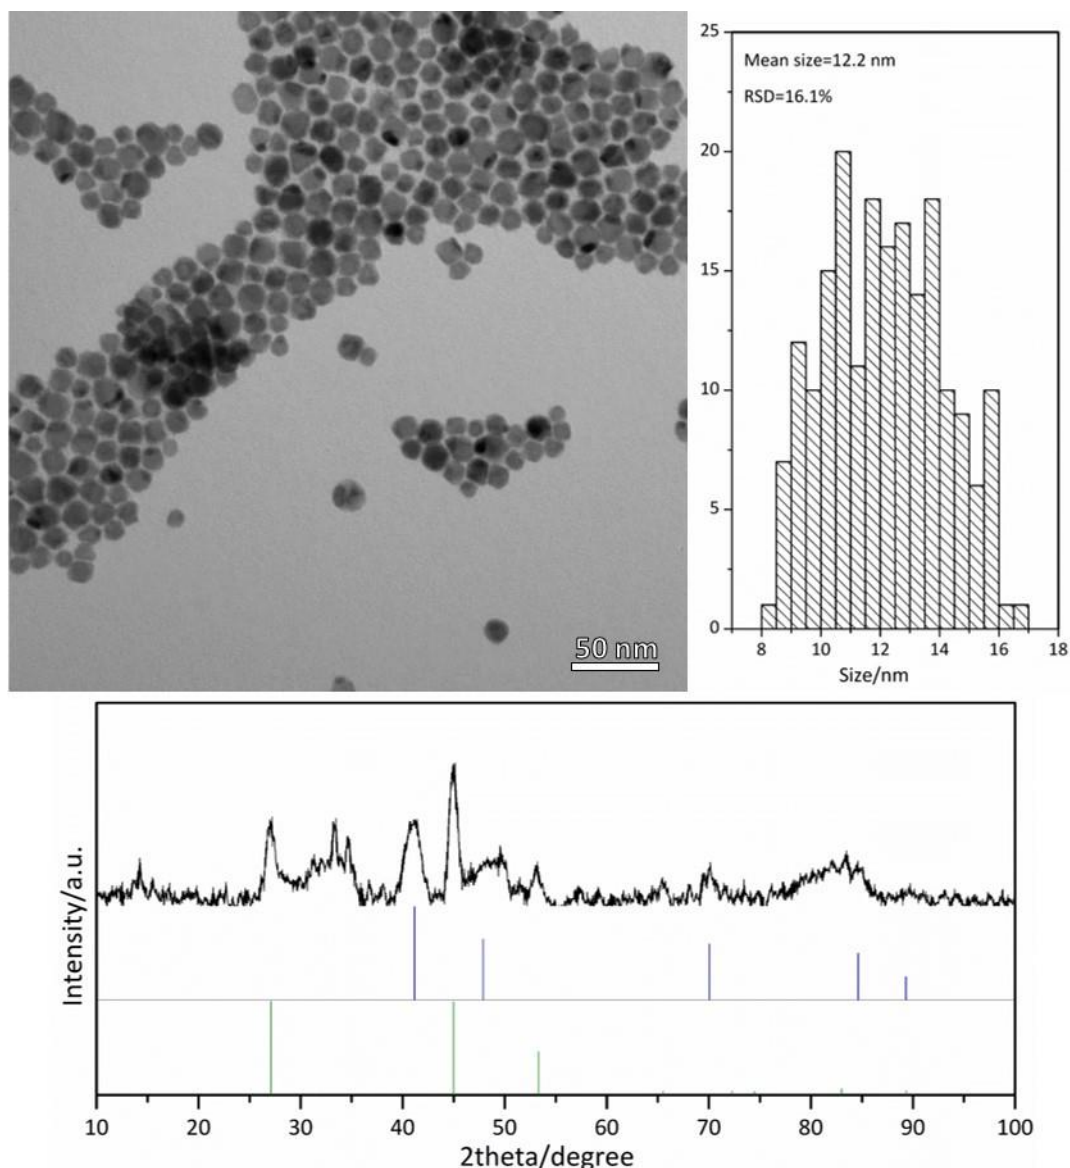 50 nm
25
20
15
10
5
0
Mean size=12.2 nm
RSD=16.1%
8 10 12 14 16 18
Size/nm
Intensity/a.u.
10 20 30 40 50 60 70 80 90 100
2theta/degree